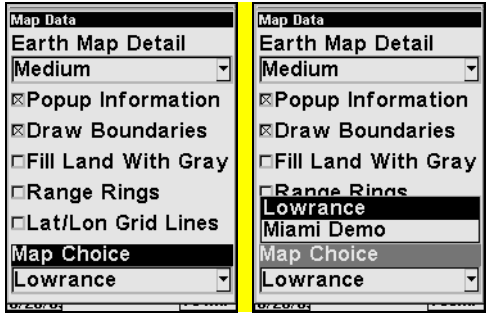 Map Data
Earth Map Detail
Medium
Popup Information
Draw Boundaries
Fill Land With Gray
Range Rings
Lat/Lon Grid Lines
Map Choice
Lowrance
Map Data
Earth Map Detail
Medium
Popup Information
Draw Boundaries
Fill Land With Gray
Range Rings
Lowrance
Miami Demo
Map Choice
Lowrance